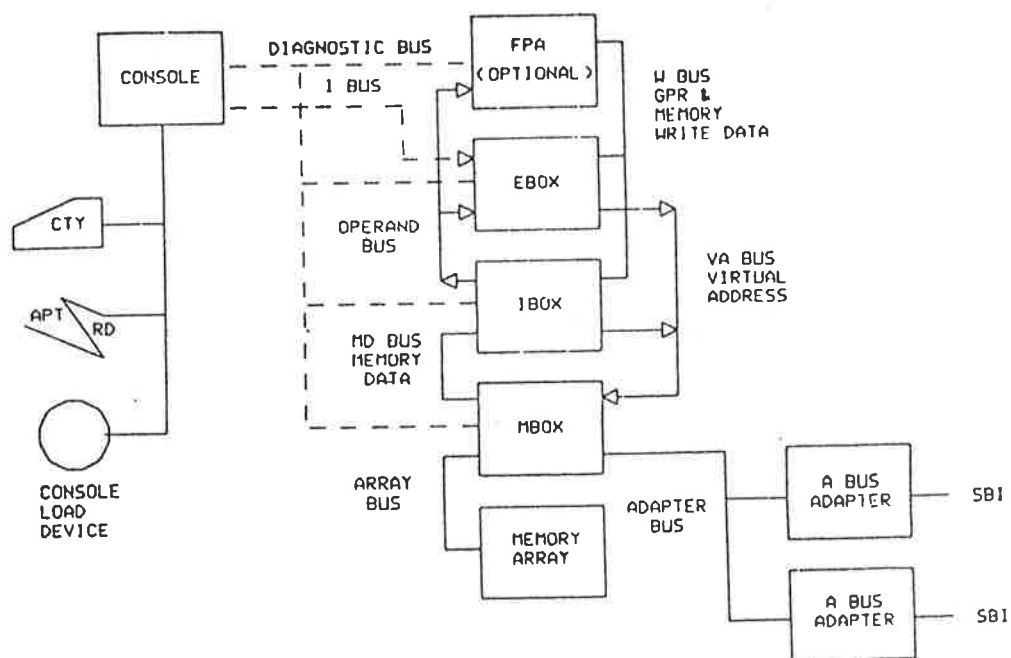 DIAGNOSTIC BUS
CONSOLE
I BUS
FPA
(OPTIONAL)
W BUS
GPR &
MEMORY
WRITE DATA
EBOX
CTY
OPERAND
BUS
VA BUS
VIRTUAL
ADDRESS
IBOX
APT
RD
MD BUS
MEMORY
DATA
MBOX
CONSOLE
LOAD
DEVICE
ARRAY
BUS
MEMORY
ARRAY
ADAPTER
BUS
A BUS
ADAPTER
SBI
A BUS
ADAPTER
SBI